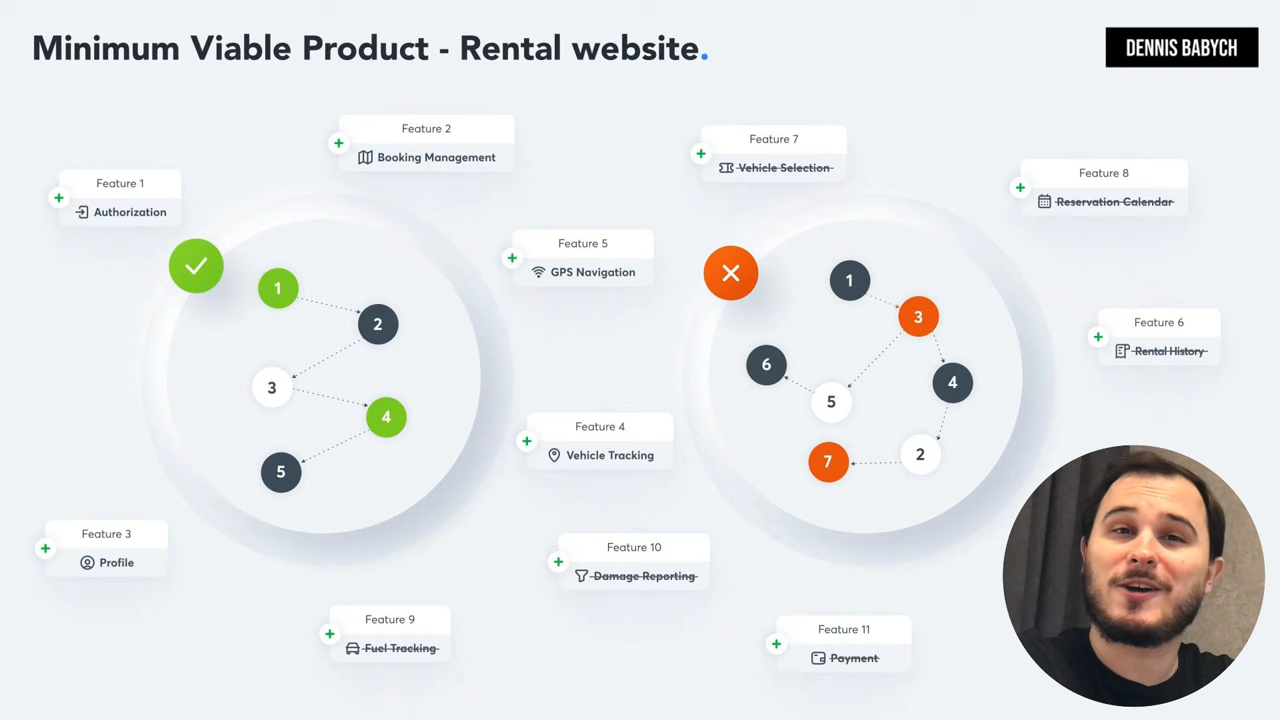 Minimum Viable Product - Rental website.
DENNIS BABYCH
Feature 2
Booking Management
Feature 7
Vehicle Selection
Feature 8
Reservation Calendar
Feature 1
Authorization
Feature 5
GPS Navigation
1
2
3
4
5
1
3
6
4
5
2
7
Feature 6
Rental History
Feature 4
Vehicle Tracking
Feature 3
Profile
Feature 10
Damage Reporting
Feature 9
Fuel Tracking
Feature 11
Payment